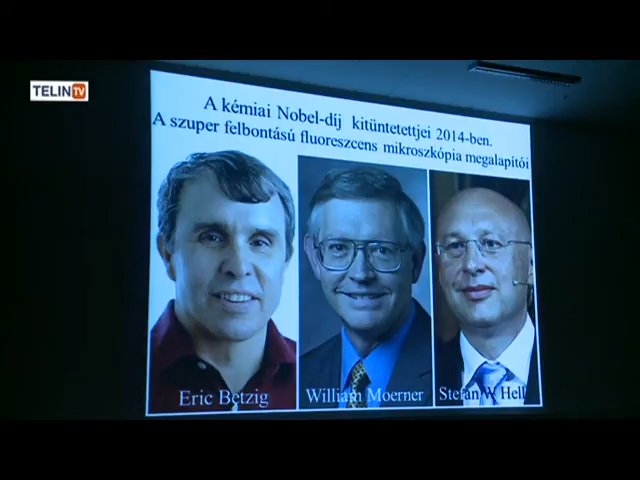 TELIN TV
A kémiai Nobel-díj kitüntetettjei 2014-ben.
A szuper felbontású fluoreszcens mikroszkópia megalapítói
Eric Betzig
William Moerner
Stefan W Hell